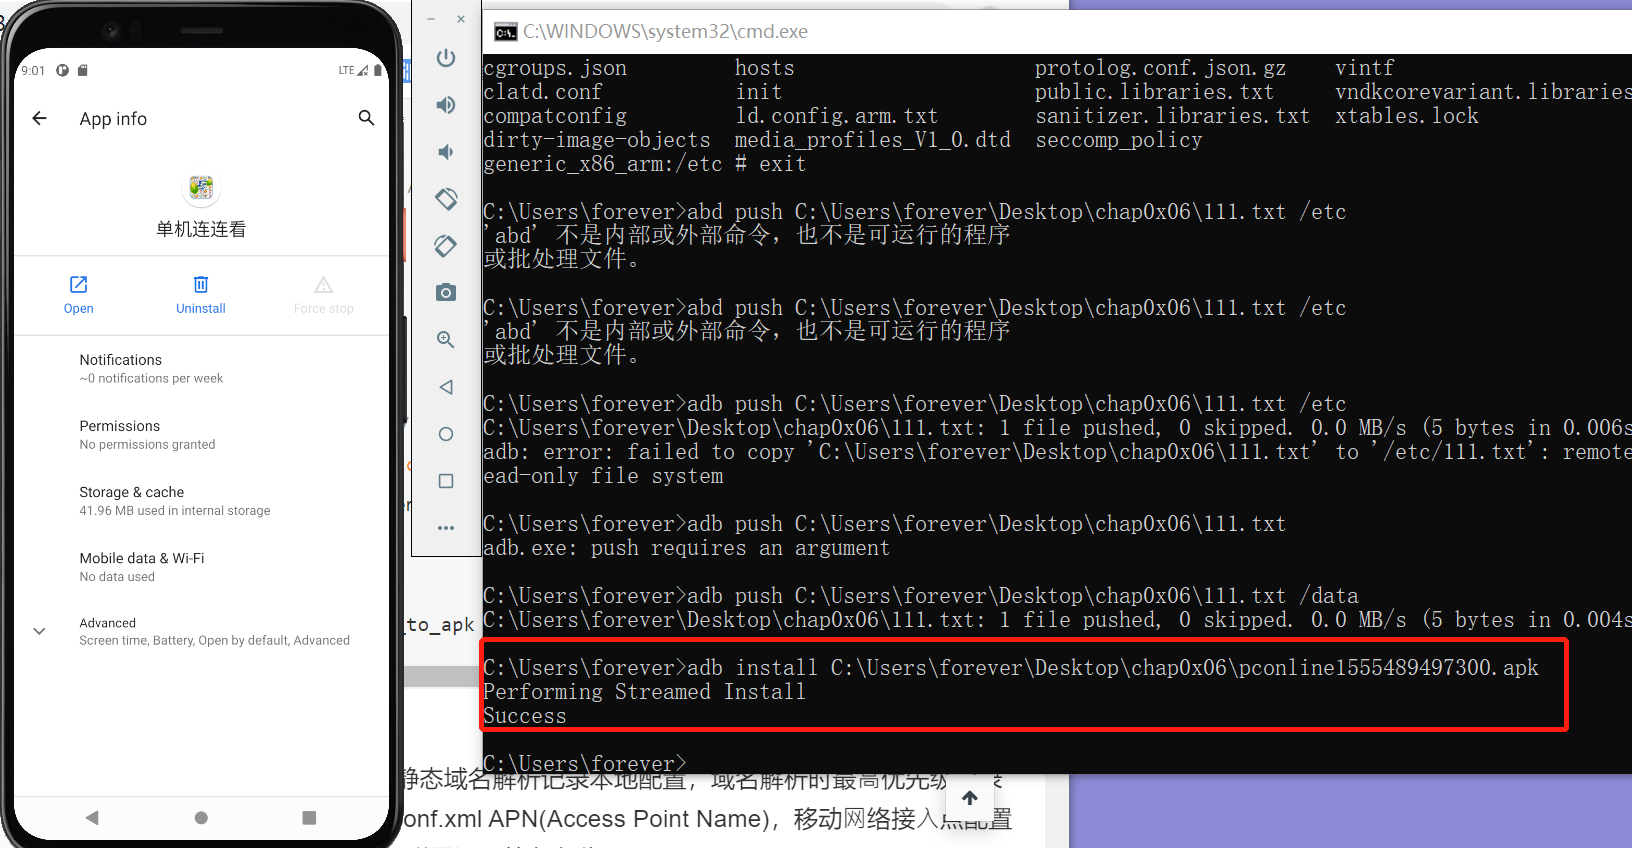 9:01
LTE
App info
单机连连看
Open
Uninstall
Force stop
Notifications
~0 notifications per week
Permissions
No permissions granted
Storage & cache
41.96 MB used in internal storage
Mobile data & Wi-Fi
No data used
Advanced
Screen time, Battery, Open by default, Advanced
C:\WINDOWS\system32\cmd.exe
cgroups.json hosts protolog.conf.json.gz vintf
clatd.conf init public.libraries.txt vndkcorevariant.libraries
compatconfig ld.config.arm.txt sanitizer.libraries.txt xtables.lock
dirty-image-objects media_profiles_V1_0.dtd seccomp_policy
generic_x86_arm:/etc # exit
C:\Users\forever>abd push C:\Users\forever\Desktop\chap0x06\111.txt /etc
'abd' 不是内部或外部命令，也不是可运行的程序
或批处理文件。
C:\Users\forever>abd push C:\Users\forever\Desktop\chap0x06\111.txt /etc
'abd' 不是内部或外部命令，也不是可运行的程序
或批处理文件。
C:\Users\forever>adb push C:\Users\forever\Desktop\chap0x06\111.txt /etc
C:\Users\forever\Desktop\chap0x06\111.txt: 1 file pushed, 0 skipped. 0.0 MB/s (5 bytes in 0.006s
adb: error: failed to copy 'C:\Users\forever\Desktop\chap0x06\111.txt' to '/etc/111.txt': remote
ead-only file system
C:\Users\forever>adb push C:\Users\forever\Desktop\chap0x06\111.txt
adb.exe: push requires an argument
C:\Users\forever>adb push C:\Users\forever\Desktop\chap0x06\111.txt /data
C:\Users\forever\Desktop\chap0x06\111.txt: 1 file pushed, 0 skipped. 0.0 MB/s (5 bytes in 0.004s
C:\Users\forever>adb install C:\Users\forever\Desktop\chap0x06\pconline1555489497300.apk
Performing Streamed Install
Success
C:\Users\forever>
_to_apk
静态域名解析记录本地配置，域名解析时最高优先级
onf.xml APN(Access Point Name)，移动网络接入点配置